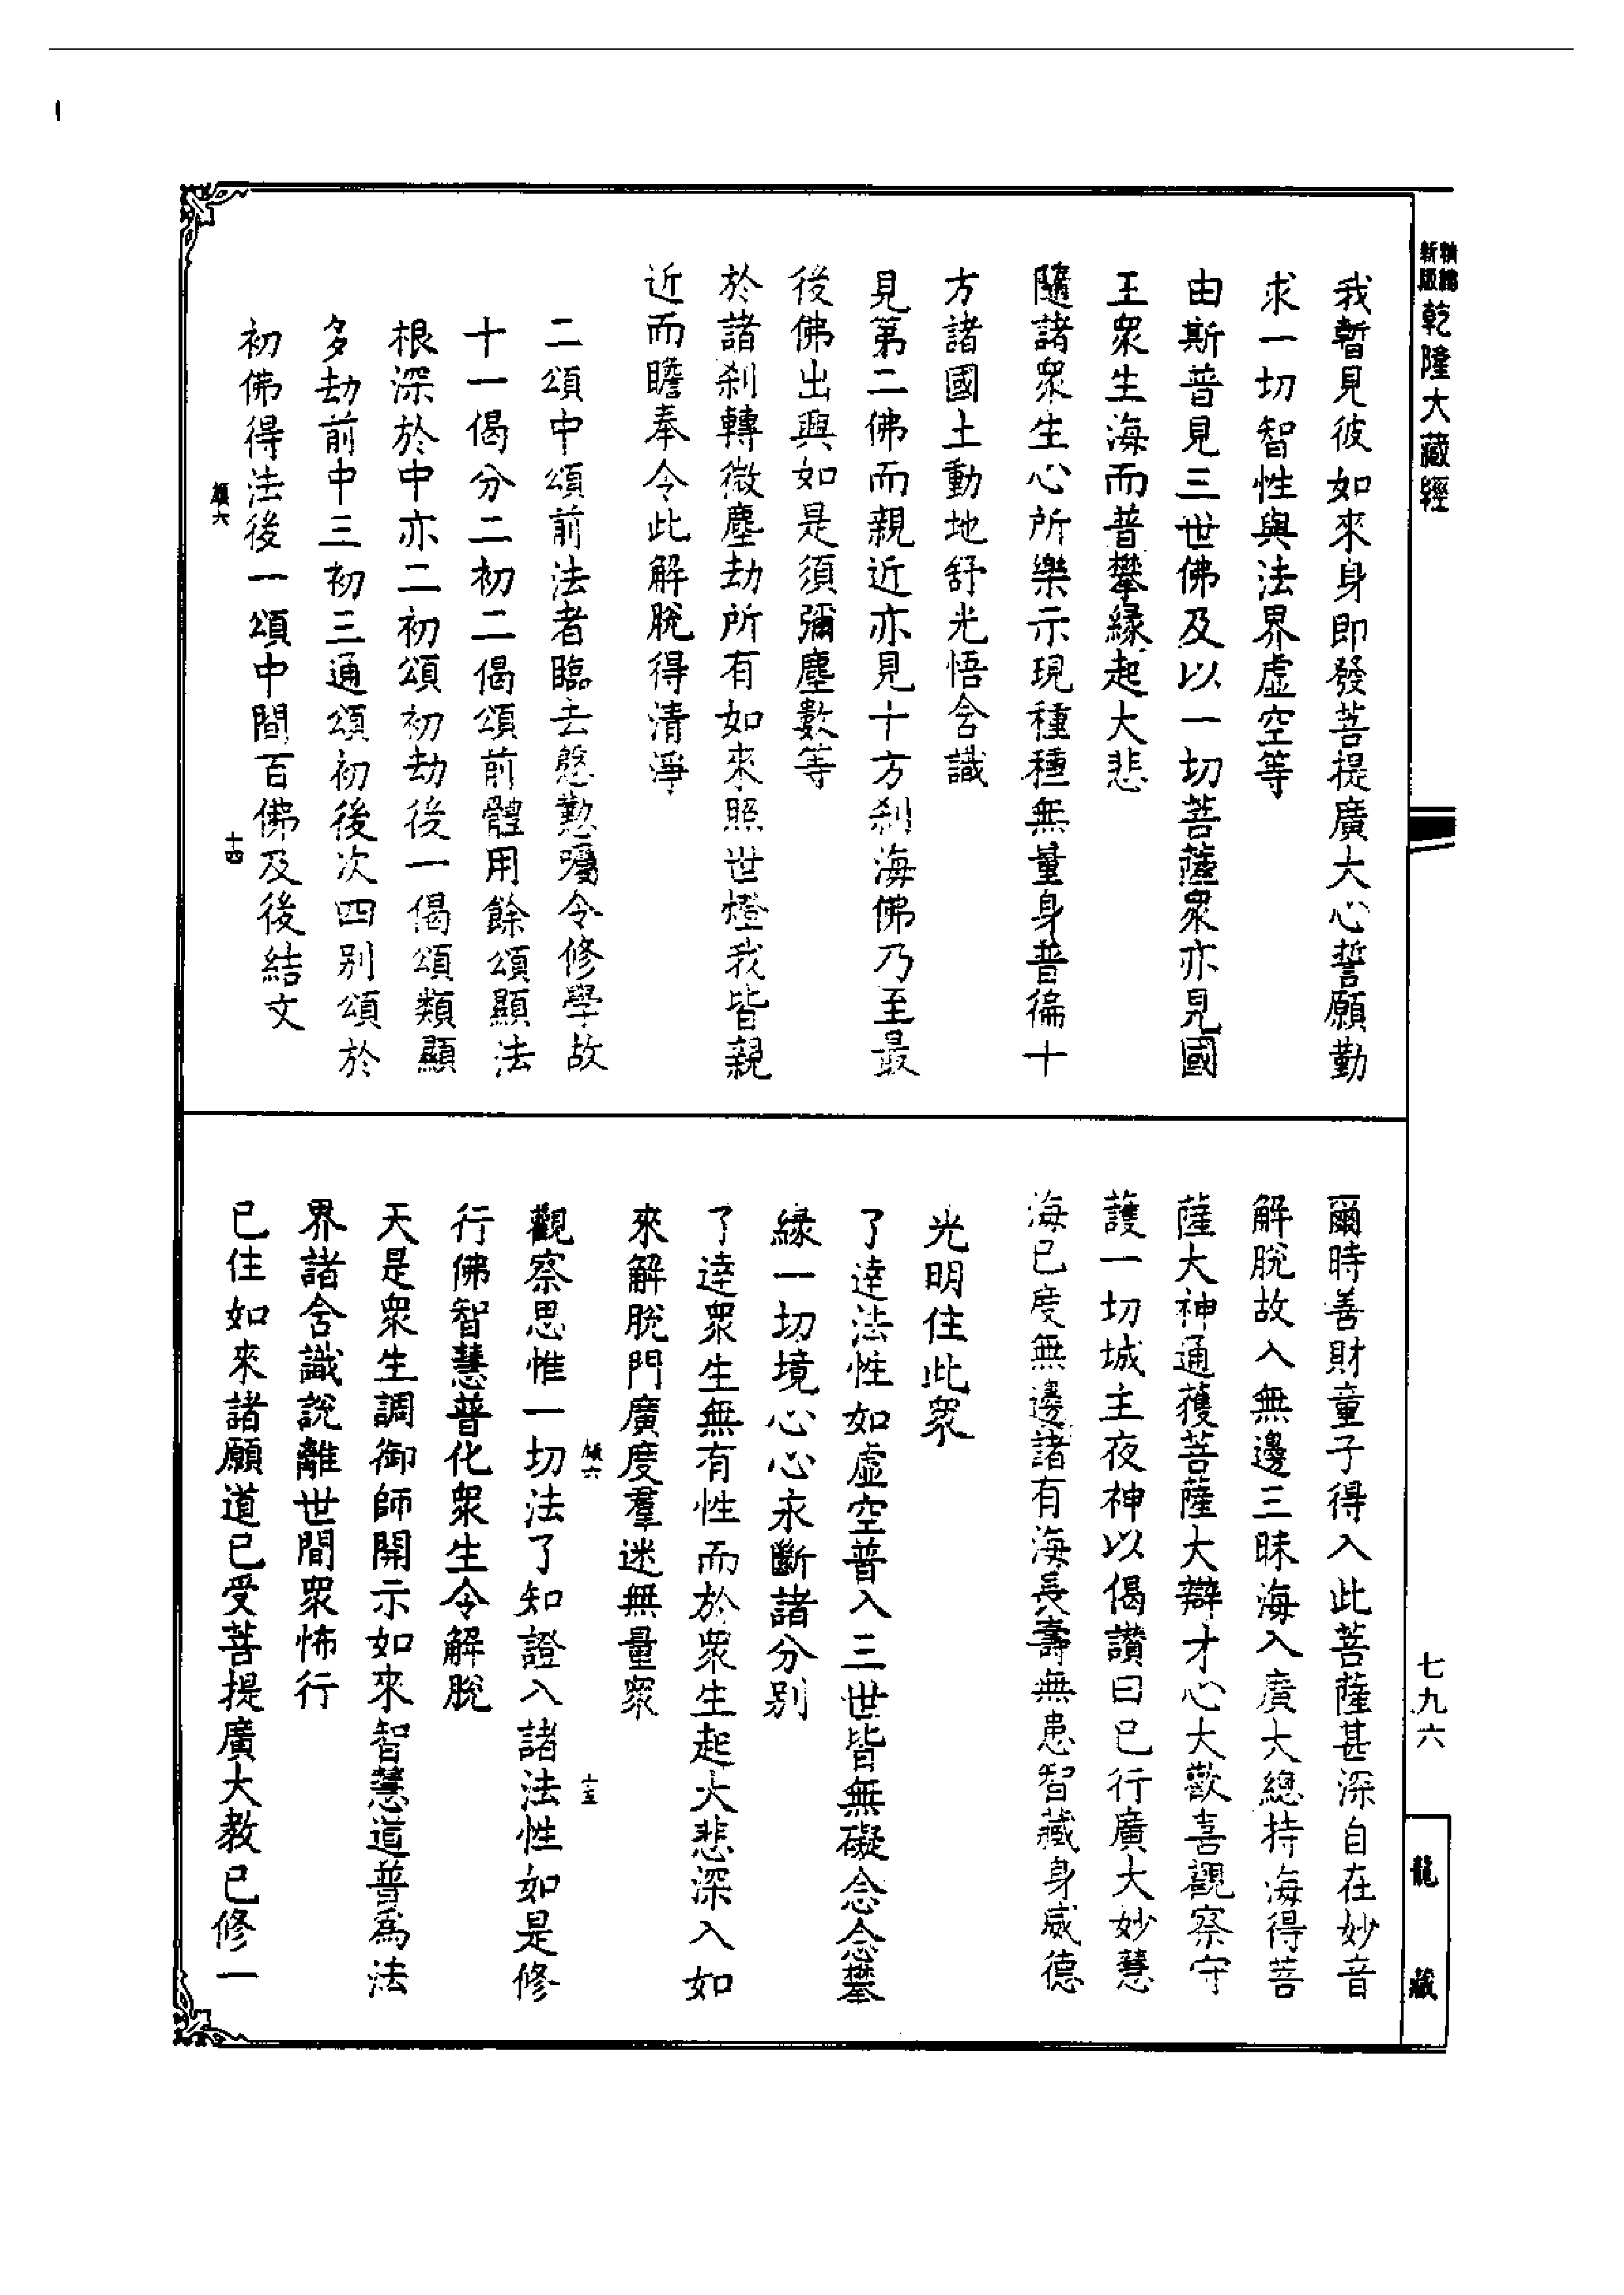 新版
精縮
乾隆大藏經
我暫見彼如來身即發菩提廣大心誓願勤
求一切智性與法界虛空等
由斯普見三世佛及以一切菩薩眾亦見國
王眾生海而普攀緣起大悲
隨諸眾生心所樂示現種種無量身普徧十
方諸國土動地舒光悟含識
見第二佛而親近亦見十方刹海佛乃至最
後佛出興如是須彌塵數等
於諸刹轉微塵劫所有如來照世燈我皆親
近而瞻奉令此解脫得清淨
二頌中頌前法者臨去慇懃囑令修學故
十一偈分二初二偈頌前體用餘頌顯法
根深於中亦二初頌初劫後一偈頌類顯
多劫前中三初三通頌初後次四別頌於
初佛得法後一頌中間百佛及後結文
十四
爾時善財童子得入此菩薩甚深自在妙音
解脫故入無邊三昧海入廣大總持海得菩
薩大神通獲菩薩大辯才心大歡喜觀察守
護一切城主夜神以偈讚曰已行廣大妙慧
海已度無邊諸有海長壽無患智藏身威德
光明住此眾
了達法性如虛空普入三世皆無礙念念攀
緣一切境心心永斷諸分別
了達眾生無有性而於眾生起大悲深入如
來解脫門廣度羣迷無量眾
觀察思惟一切法了知證入諸法性如是修
行佛智慧普化眾生令解脫
天是眾生調御師開示如來智慧道普為法
界諸含識說離世間眾怖行
已住如來諸願道已受菩提廣大教已修一
七九六
龍藏